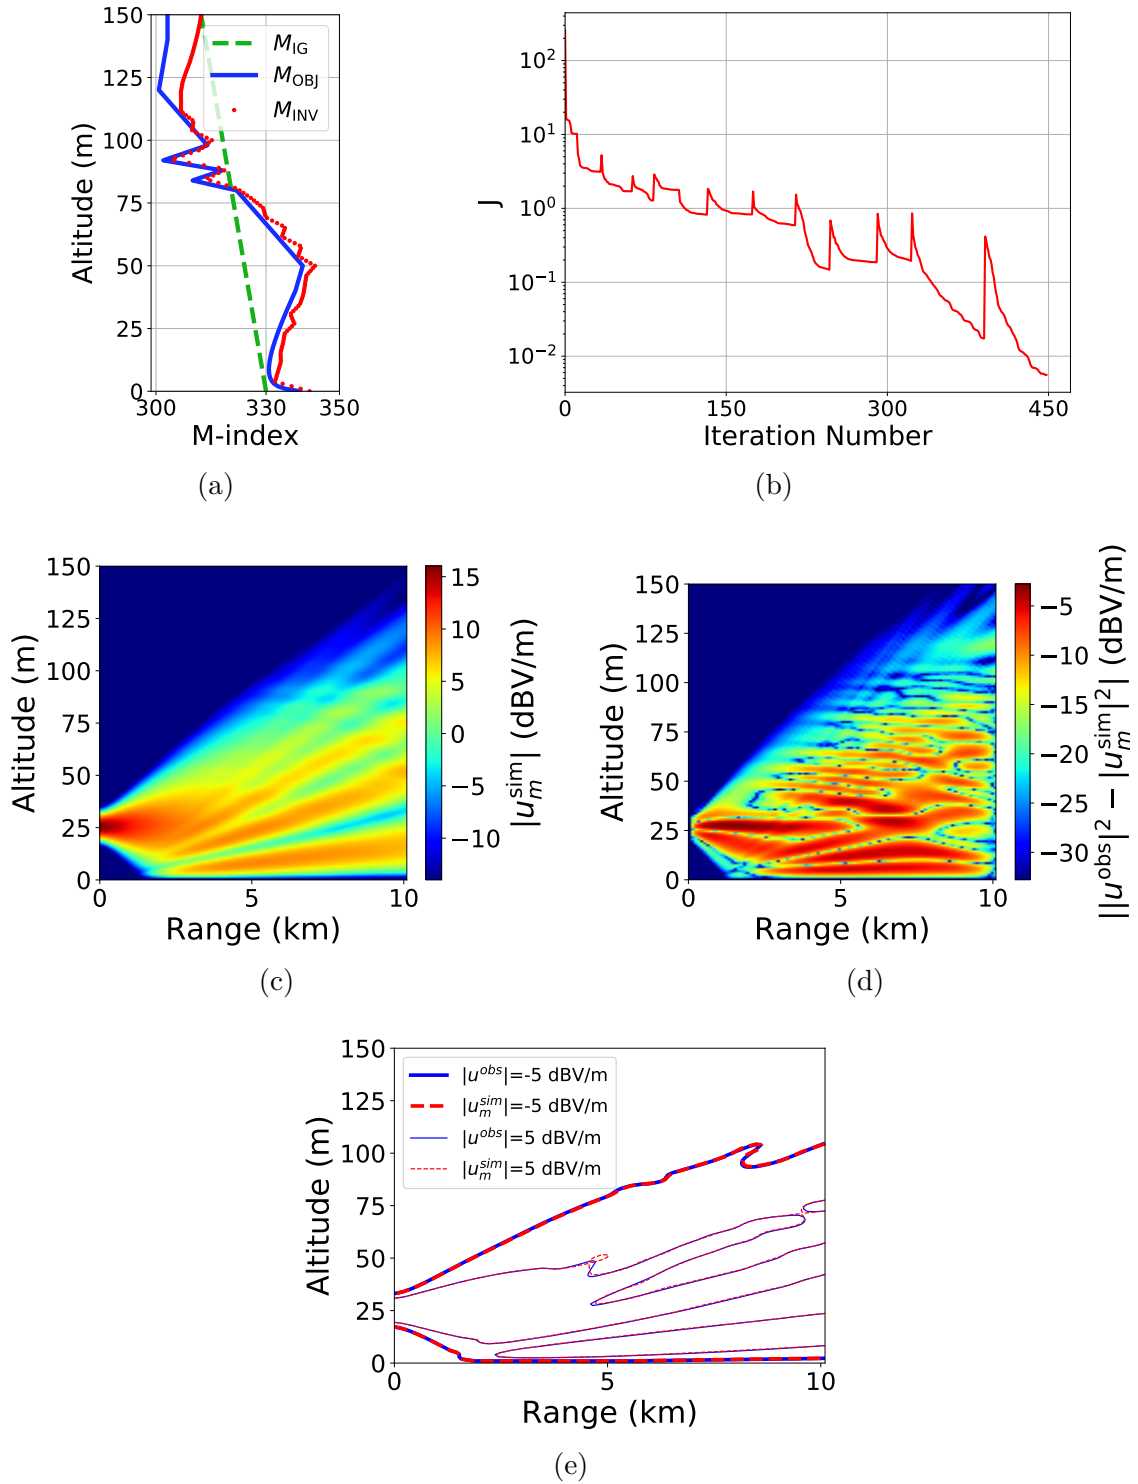 150
125
100
75
50
25
0
Altitude (m)
300 330 350
M-index
M_IG
M_OBJ
M_INV
(a)
10^2
10^1
10^0
10^-1
10^-2
J
0 150 300 450
Iteration Number
(b)
150
125
100
75
50
25
0
Altitude (m)
0 5 10
Range (km)
15
10
5
0
−5
−10
|u_m^sim| (dBV/m)
(c)
150
125
100
75
50
25
0
Altitude (m)
0 5 10
Range (km)
−5
−10
−15
−20
−25
−30
||u^obs|^2 − |u_m^sim|^2| (dBV/m)
(d)
150
125
100
75
50
25
0
Altitude (m)
|u^obs|=-5 dBV/m
|u_m^sim|=-5 dBV/m
|u^obs|=5 dBV/m
|u_m^sim|=5 dBV/m
0 5 10
Range (km)
(e)